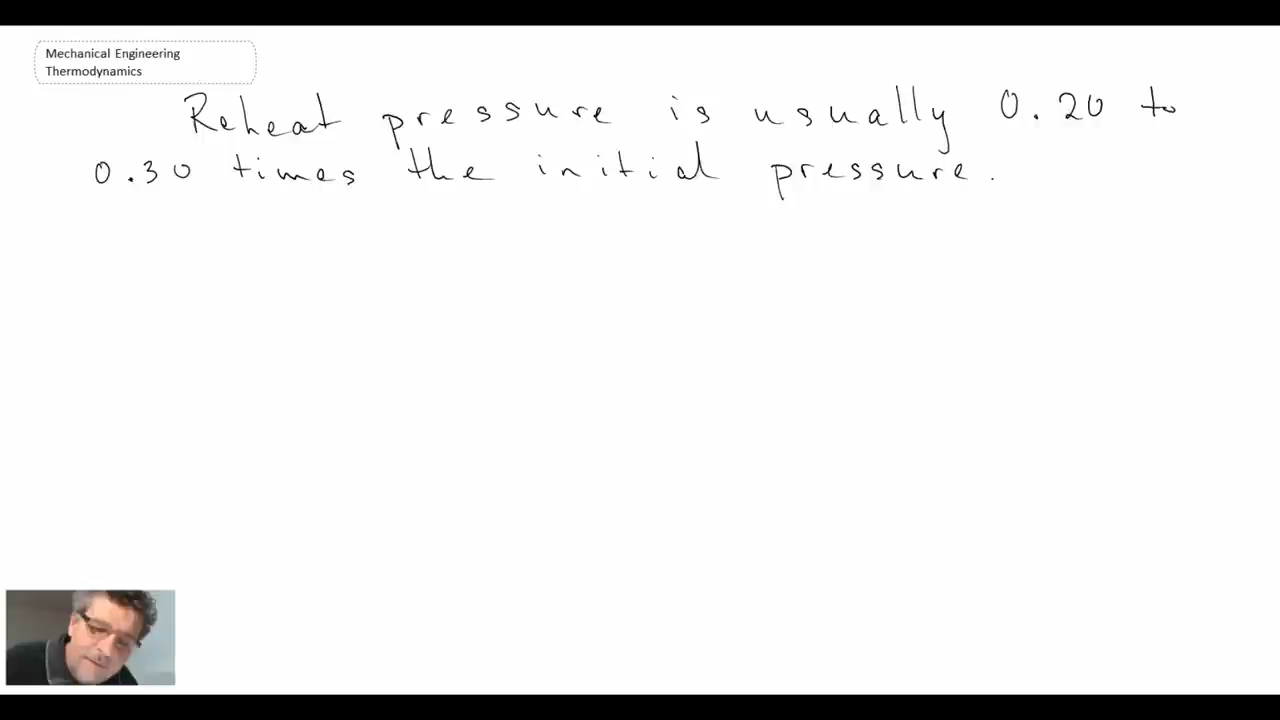 Mechanical Engineering
Thermodynamics
Reheat pressure is usually 0.20 to
0.30 times the initial pressure.